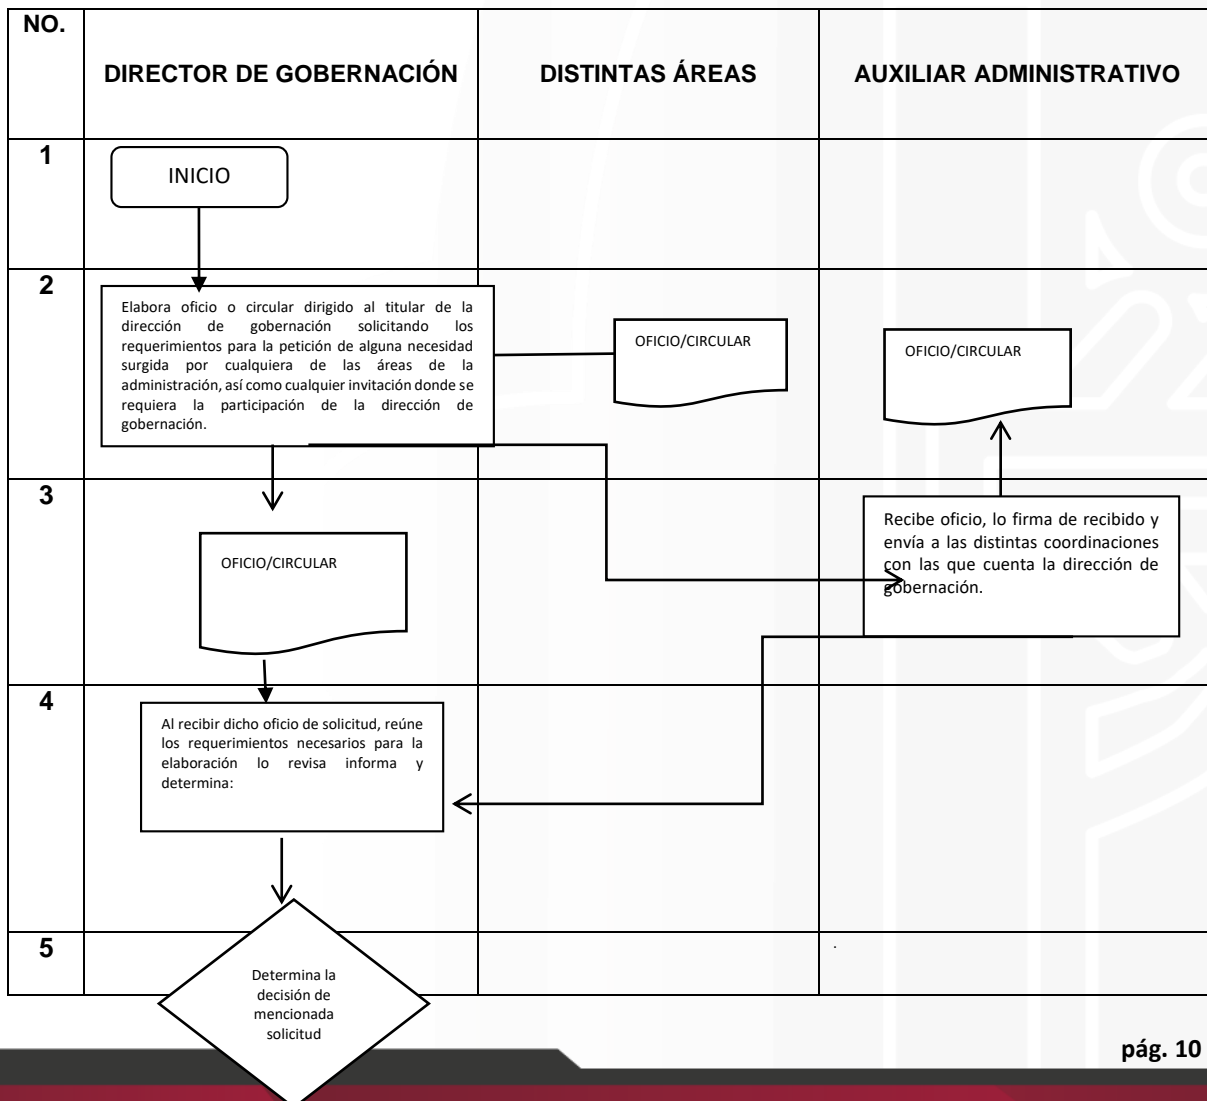 NO.
DIRECTOR DE GOBERNACIÓN
DISTINTAS ÁREAS
AUXILIAR ADMINISTRATIVO
1
INICIO
2
Elabora oficio o circular dirigido al titular de la
dirección de gobernación solicitando los
requerimientos para la petición de alguna necesidad
surgida por cualquiera de las áreas de la
administración, así como cualquier invitación donde se
requiera la participación de la dirección de
gobernación.
OFICIO/CIRCULAR
OFICIO/CIRCULAR
3
OFICIO/CIRCULAR
Recibe oficio, lo firma de recibido y
envía a las distintas coordinaciones
con las que cuenta la dirección de
gobernación.
4
Al recibir dicho oficio de solicitud, reúne
los requerimientos necesarios para la
elaboración lo revisa informa y
determina:
5
.
Determina la
decisión de
mencionada
solicitud
pág. 10